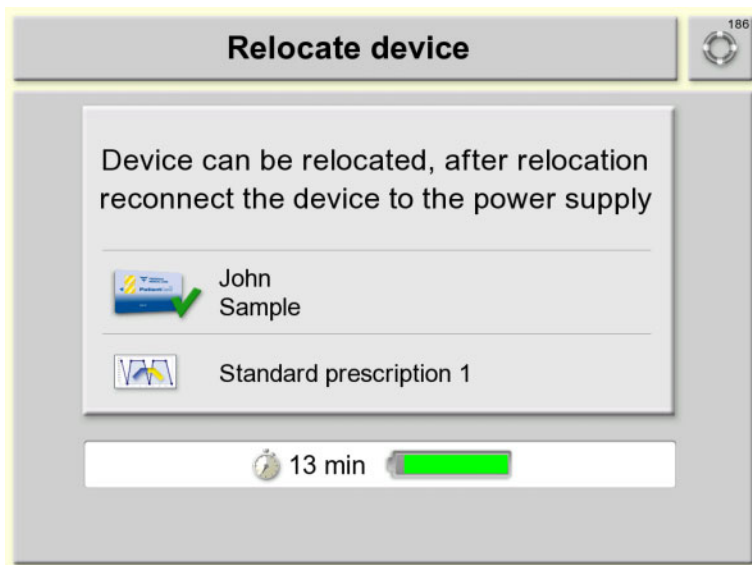 Relocate device
186
Device can be relocated, after relocation
reconnect the device to the power supply
John
Sample
Standard prescription 1
13 min